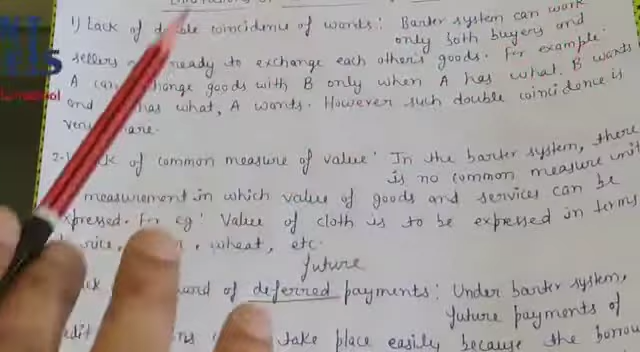 1) Lack of double coincidence of wants: Barter system can work
only both buyers and
sellers ready to exchange each other's goods. For example.
A can exchange goods with B only when A has what B wants
and has what, A wants. However such double coincidence is
very rare.
2- Lack of common measure of value: In the barter system, there
is no common measure unit
measurement in which value of goods and services can be
expressed. For eg: Value of cloth is to be expressed in terms
rice, , wheat, etc.
future
of deferred payments: Under barter system,
future payments of
take place easily because the